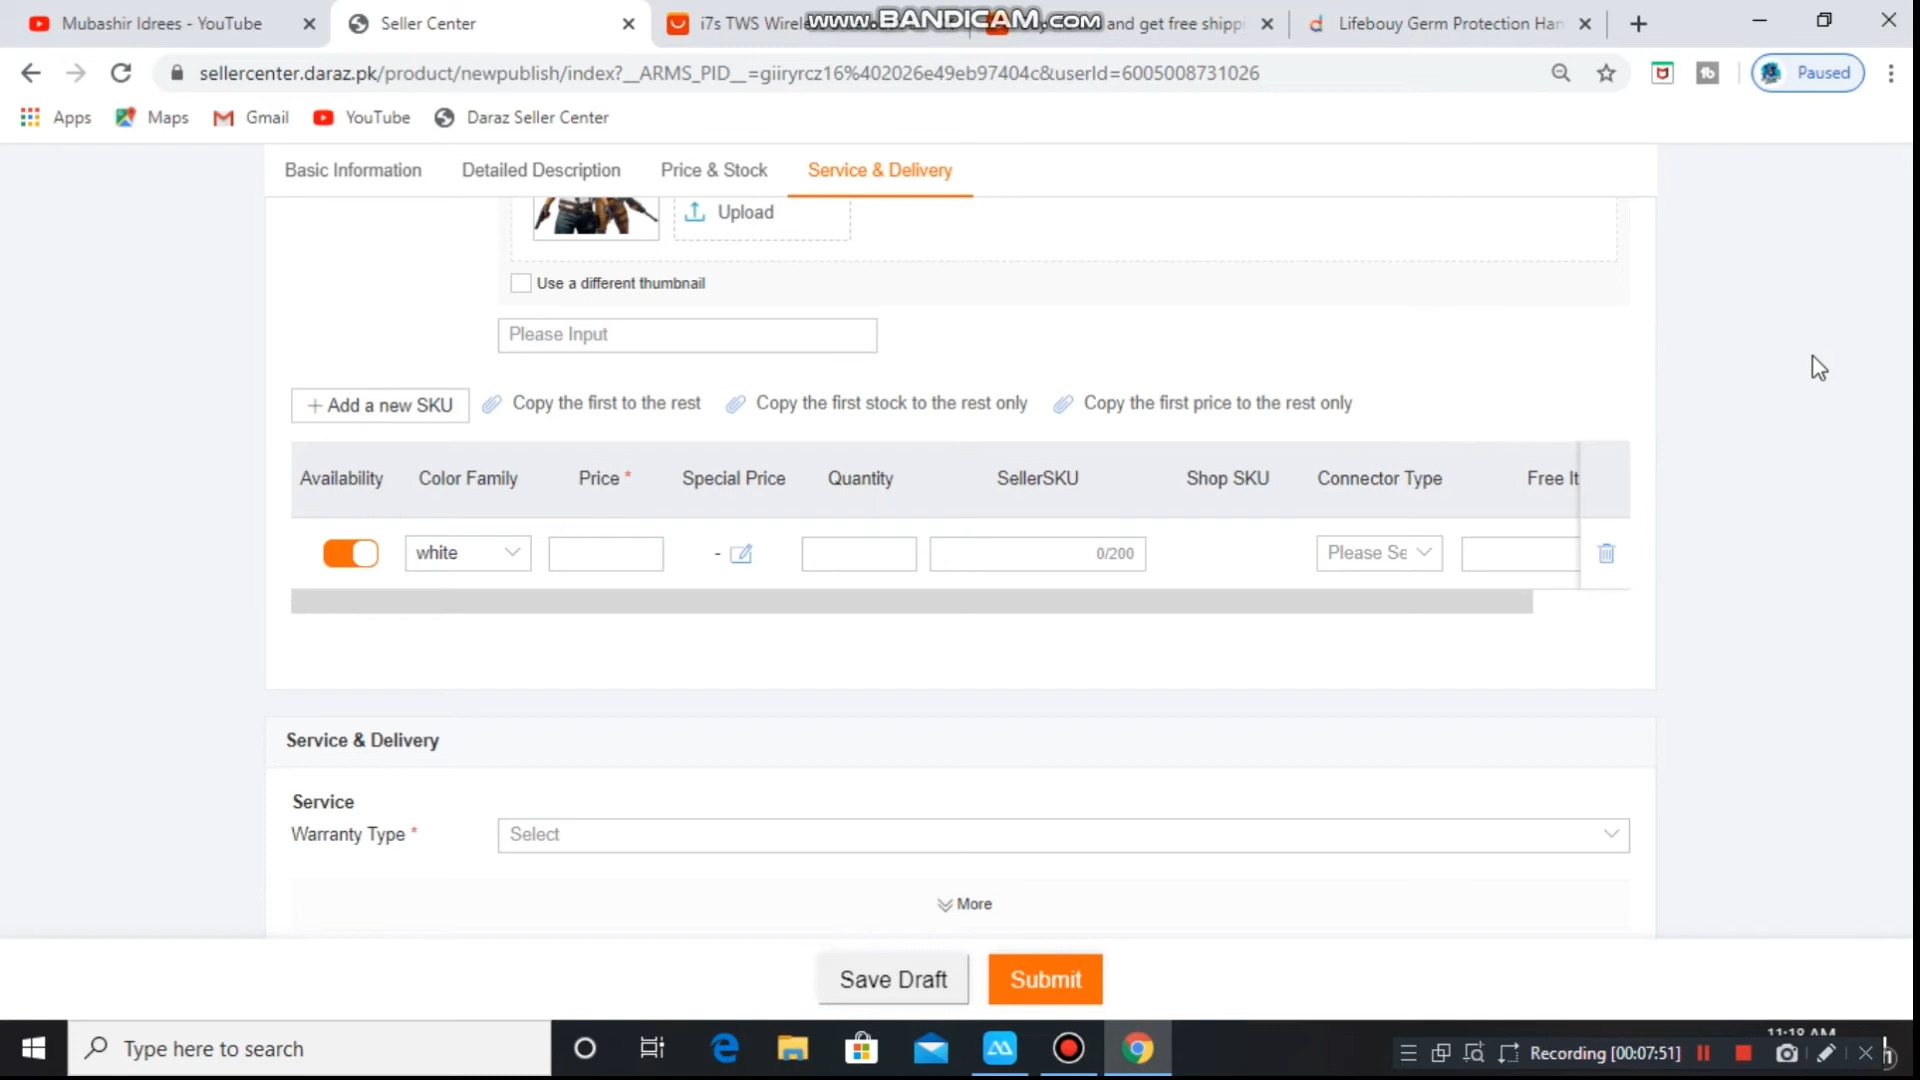 Mubashir Idrees - YouTube
Seller Center
i7s TWS Wirel
www.BANDICAM.com
and get free shippi
Lifebouy Germ Protection Han
sellercenter.daraz.pk/product/newpublish/index?__ARMS_PID__=giiryrcz16%402026e49eb97404c&userId=6005008731026
Paused
Apps
Maps
Gmail
YouTube
Daraz Seller Center
Basic Information
Detailed Description
Price & Stock
Service & Delivery
Upload
Use a different thumbnail
Please Input
+ Add a new SKU
Copy the first to the rest
Copy the first stock to the rest only
Copy the first price to the rest only
Availability
Color Family
Price *
Special Price
Quantity
SellerSKU
Shop SKU
Connector Type
Free It
white
-
0/200
Please Se
Service & Delivery
Service
Warranty Type *
Select
More
Save Draft
Submit
Type here to search
11:18 AM
Recording [00:07:51]